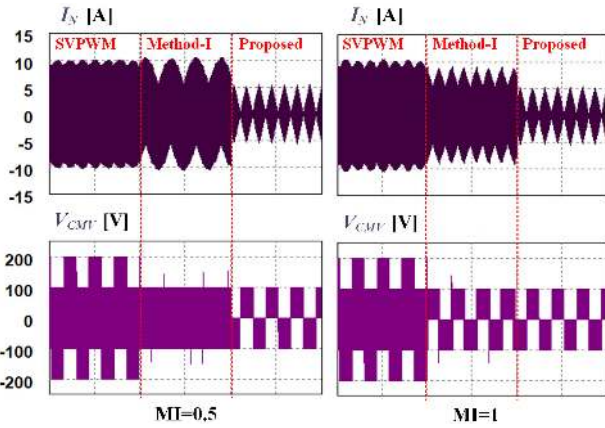 I_N [A]
I_N [A]
15
10
5
0
-5
-10
-15
SVPWM Method-I Proposed
SVPWM Method-I Proposed
V_CMV [V]
V_CMV [V]
200
100
0
-100
-200
MI=0.5
MI=1